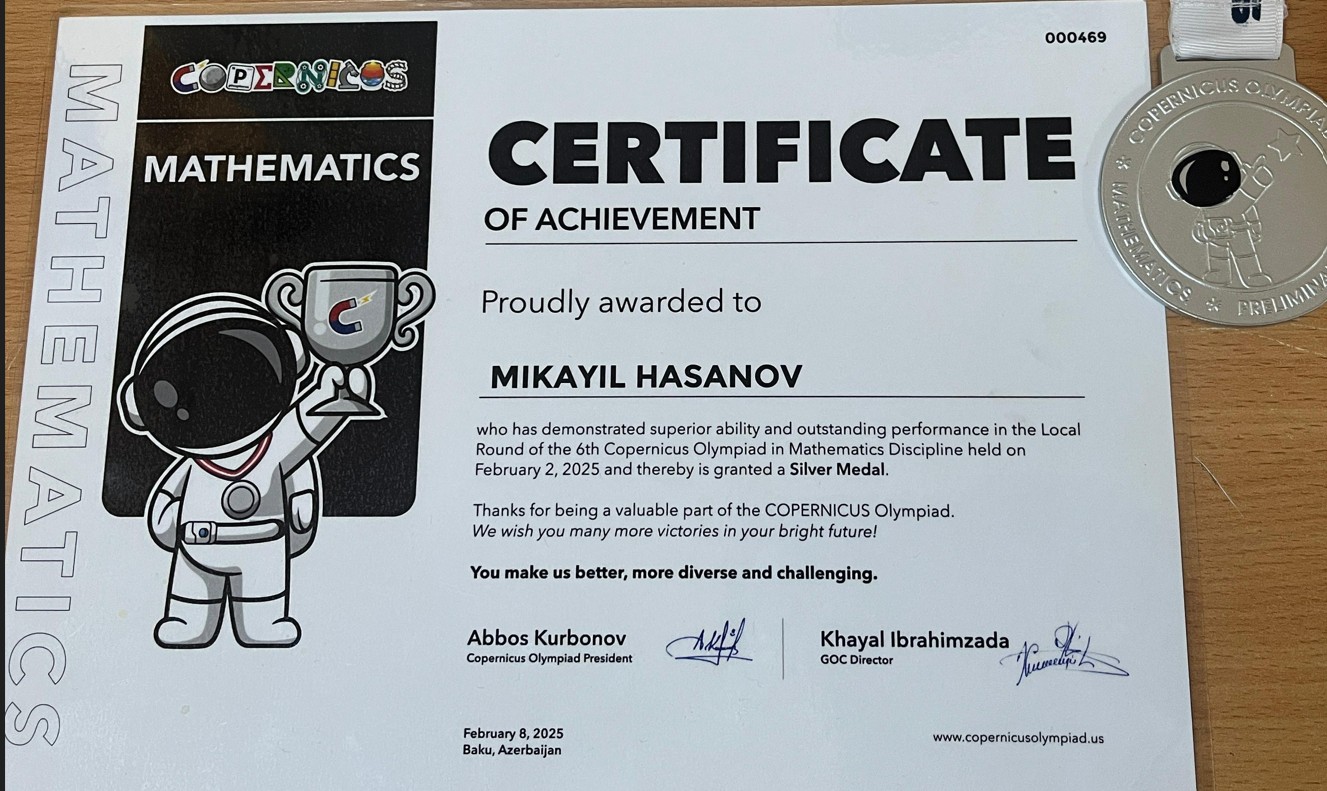 000469
COPERNICUS
MATHEMATICS
MATHEMATICS
CERTIFICATE
OF ACHIEVEMENT
Proudly awarded to
MIKAYIL HASANOV
who has demonstrated superior ability and outstanding performance in the Local
Round of the 6th Copernicus Olympiad in Mathematics Discipline held on
February 2, 2025 and thereby is granted a Silver Medal.
Thanks for being a valuable part of the COPERNICUS Olympiad.
We wish you many more victories in your bright future!
You make us better, more diverse and challenging.
Abbos Kurbonov
Copernicus Olympiad President
Khayal Ibrahimzada
GOC Director
February 8, 2025
Baku, Azerbaijan
www.copernicusolympiad.us
COPERNICUS
MATHEMATICS